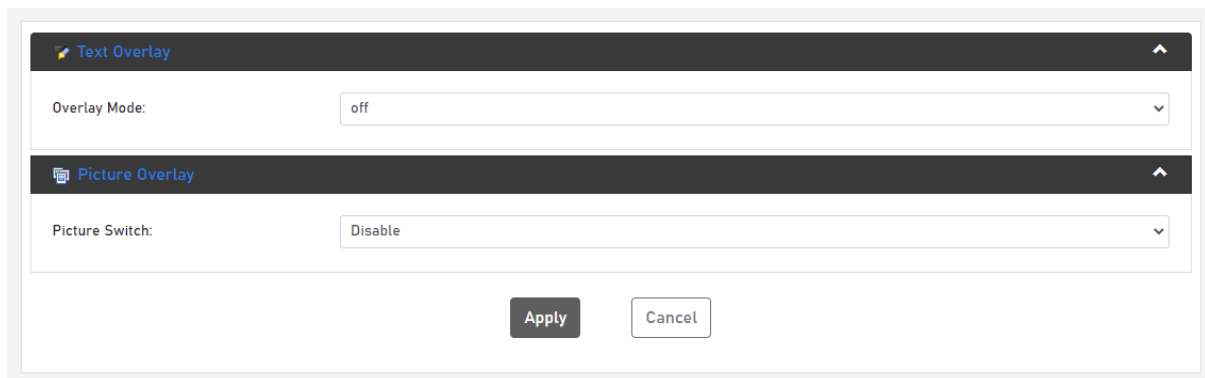 Text Overlay
Overlay Mode: off
Picture Overlay
Picture Switch: Disable
Apply Cancel